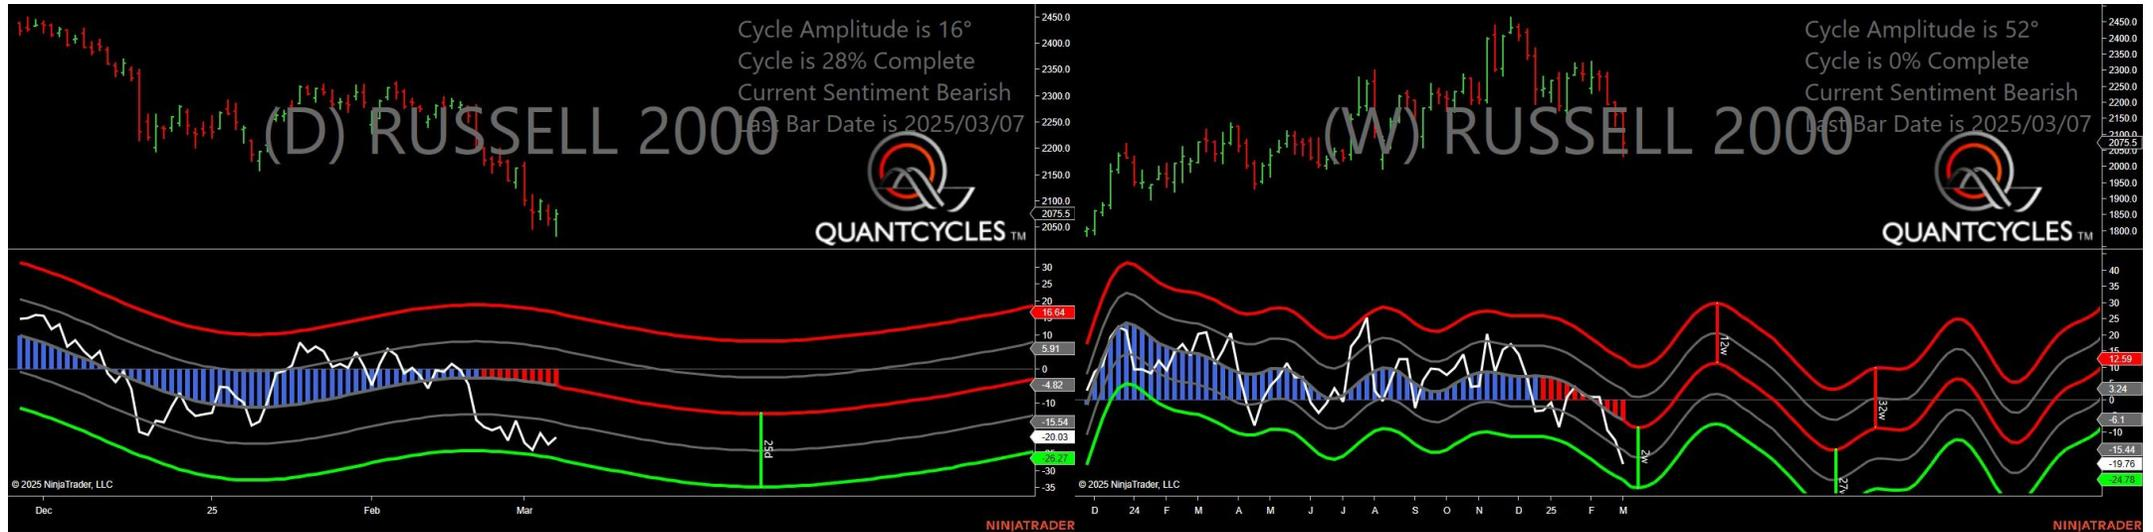 Cycle Amplitude is 16°
Cycle is 28% Complete
Current Sentiment Bearish
Last Bar Date is 2025/03/07
(D) RUSSELL 2000
QUANTCYCLES TM
2450.0
2400.0
2350.0
2300.0
2250.0
2200.0
2150.0
2100.0
2075.5
2050.0
30
25
20
16.64
10
5.91
0
-4.82
-10
-15.54
-20.03
-26.27
-30
-35
25d
© 2025 NinjaTrader, LLC
Dec 25 Feb Mar
NINJATRADER
Cycle Amplitude is 52°
Cycle is 0% Complete
Current Sentiment Bearish
Last Bar Date is 2025/03/07
(W) RUSSELL 2000
QUANTCYCLES TM
2450.0
2400.0
2350.0
2300.0
2250.0
2200.0
2150.0
2100.0
2075.5
2050.0
2000.0
1950.0
1900.0
1850.0
1800.0
40
35
30
25
20
15
12.59
3.24
0
-6.1
-10
-15.44
-19.76
-24.78
2w
12w
27w
32w
© 2025 NinjaTrader, LLC
D 24 F M A M J J A S O N D 25 F M
NINJATRADER